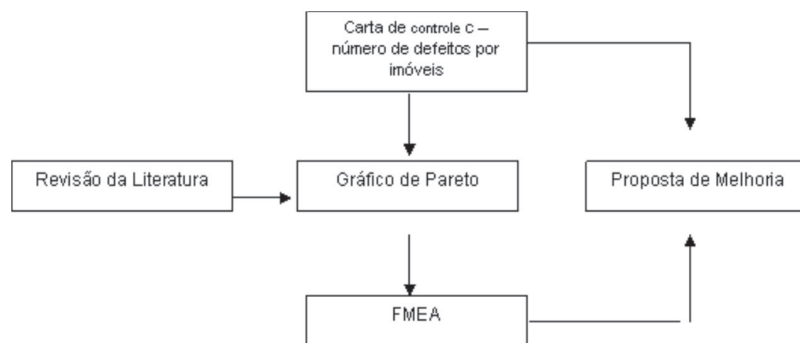 Carta de controle c –
número de defeitos por
imóveis
Revisão da Literatura
Gráfico de Pareto
Proposta de Melhoria
FMEA